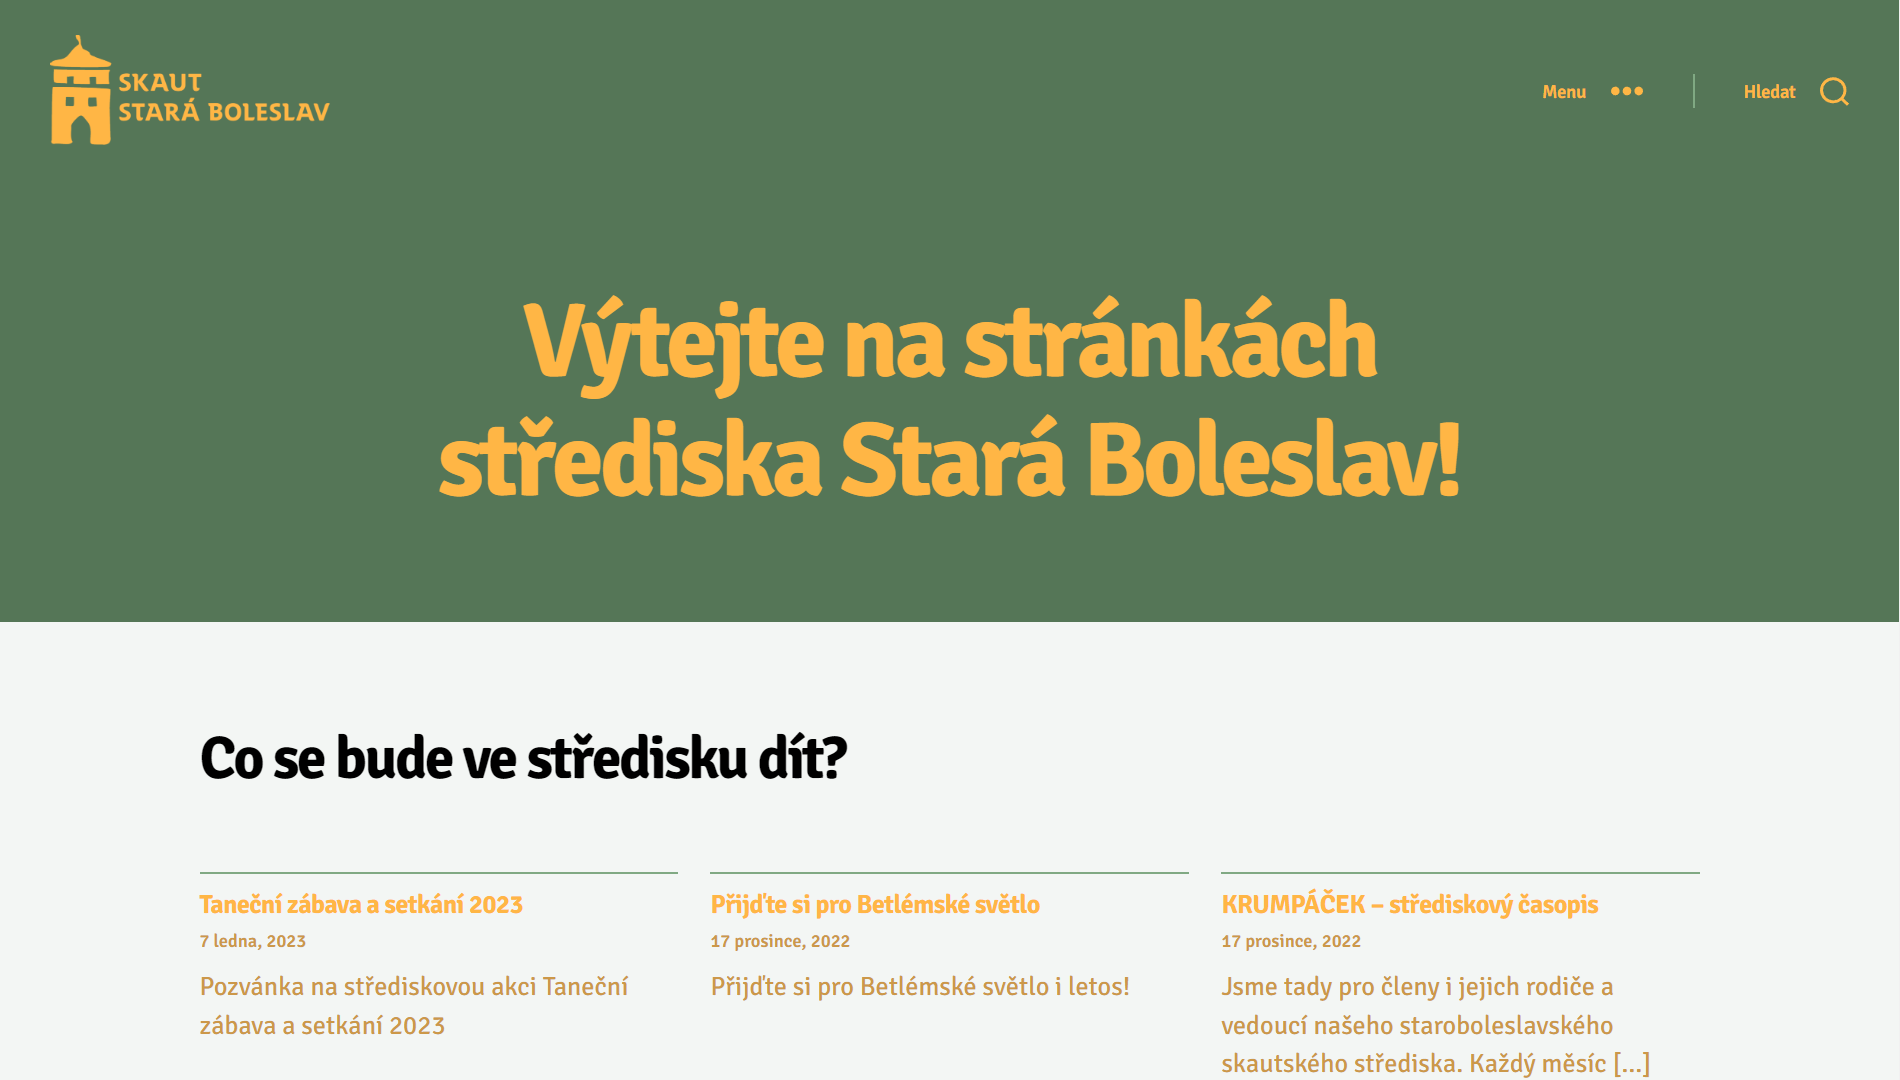 SKAUT
STARÁ BOLESLAV
Menu
Hledat
Výtejte na stránkách
střediska Stará Boleslav!
Co se bude ve středisku dít?
Taneční zábava a setkání 2023
7 ledna, 2023
Pozvánka na střediskovou akci Taneční
zábava a setkání 2023
Přijďte si pro Betlémské světlo
17 prosince, 2022
Přijďte si pro Betlémské světlo i letos!
KRUMPÁČEK – střediskový časopis
17 prosince, 2022
Jsme tady pro členy i jejich rodiče a
vedoucí našeho staroboleslavského
skautského střediska. Každý měsíc […]